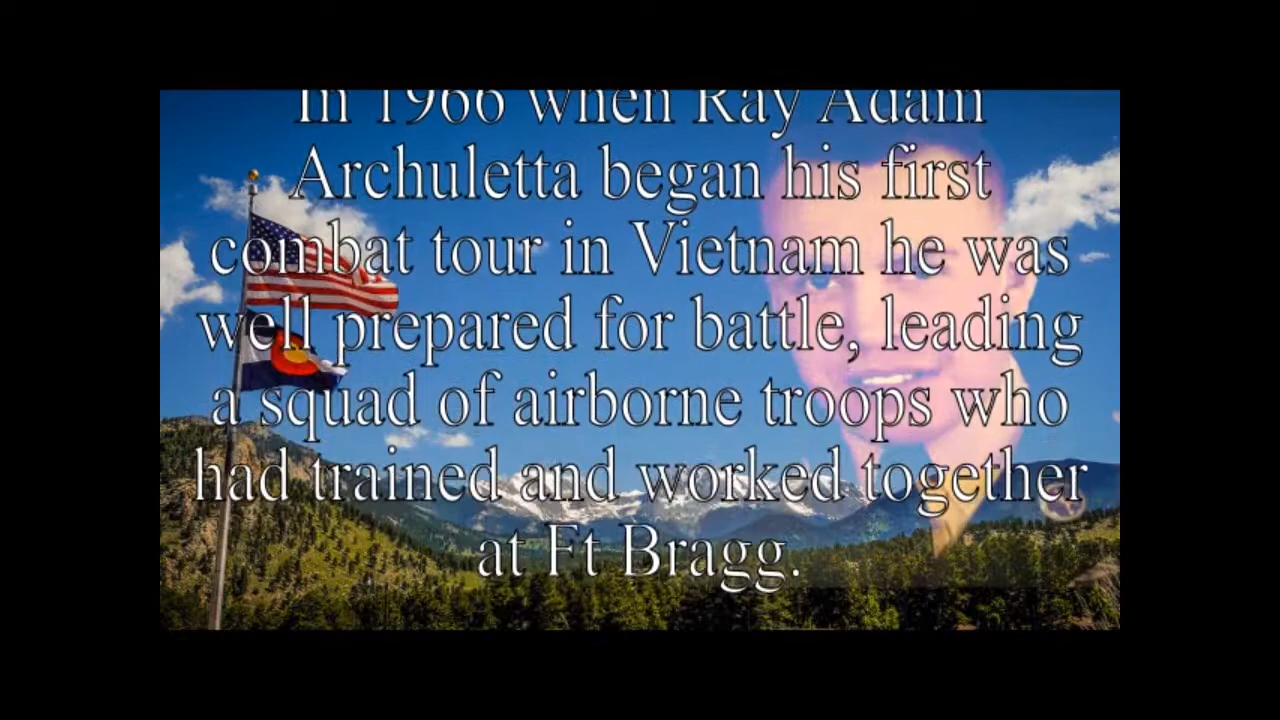 In 1966 when Ray Adam
Archuletta began his first
combat tour in Vietnam he was
well prepared for battle, leading
a squad of airborne troops who
had trained and worked together
at Ft Bragg.